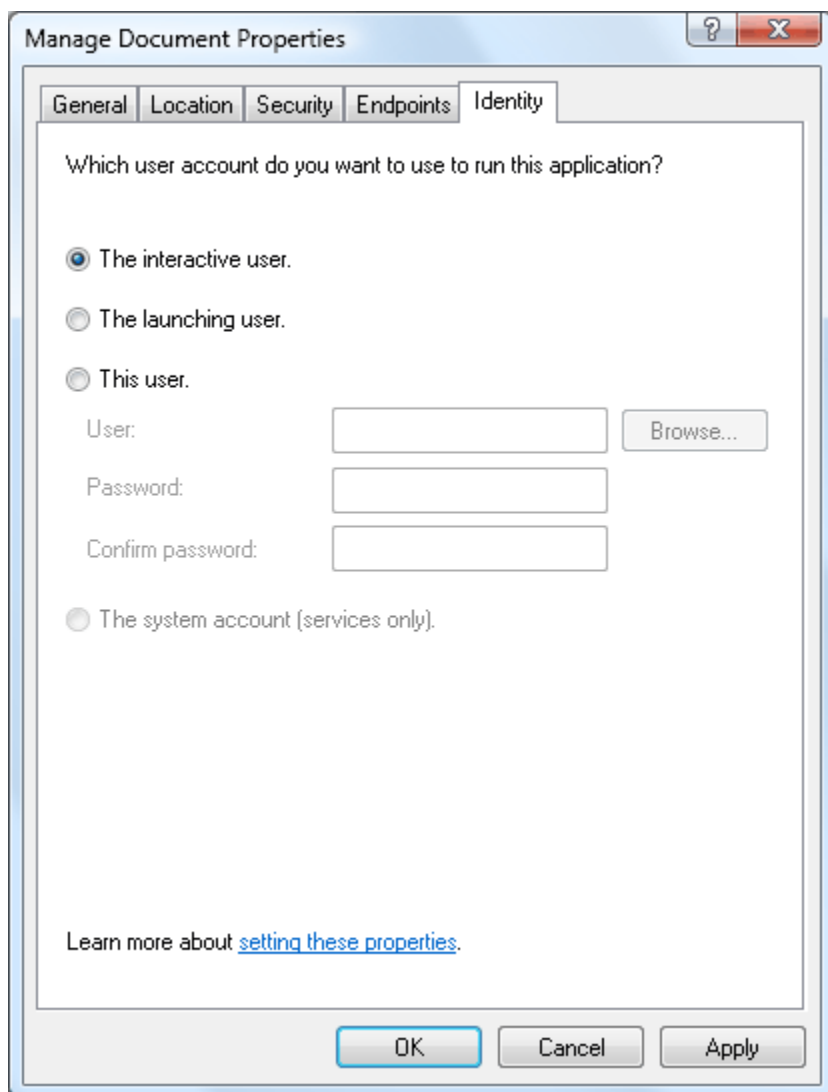 Manage Document Properties
General Location Security Endpoints Identity
Which user account do you want to use to run this application?
The interactive user.
The launching user.
This user.
User: Browse...
Password:
Confirm password:
The system account (services only).
Learn more about setting these properties.
OK Cancel Apply